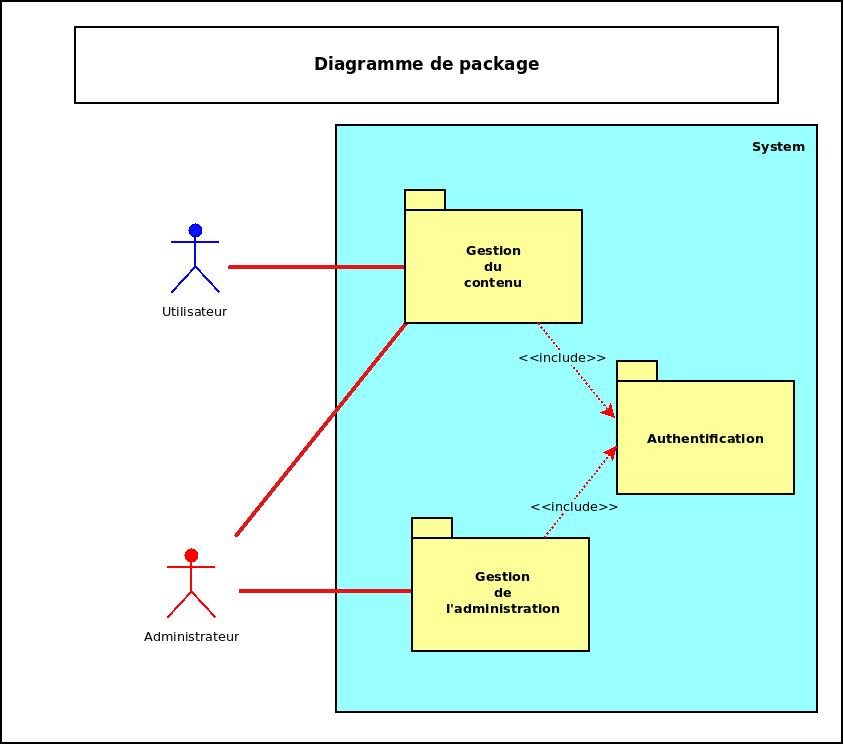 Diagramme de package
System
Gestion
du
contenu
Utilisateur
<<include>>
Authentification
<<include>>
Gestion
de
l'administration
Administrateur